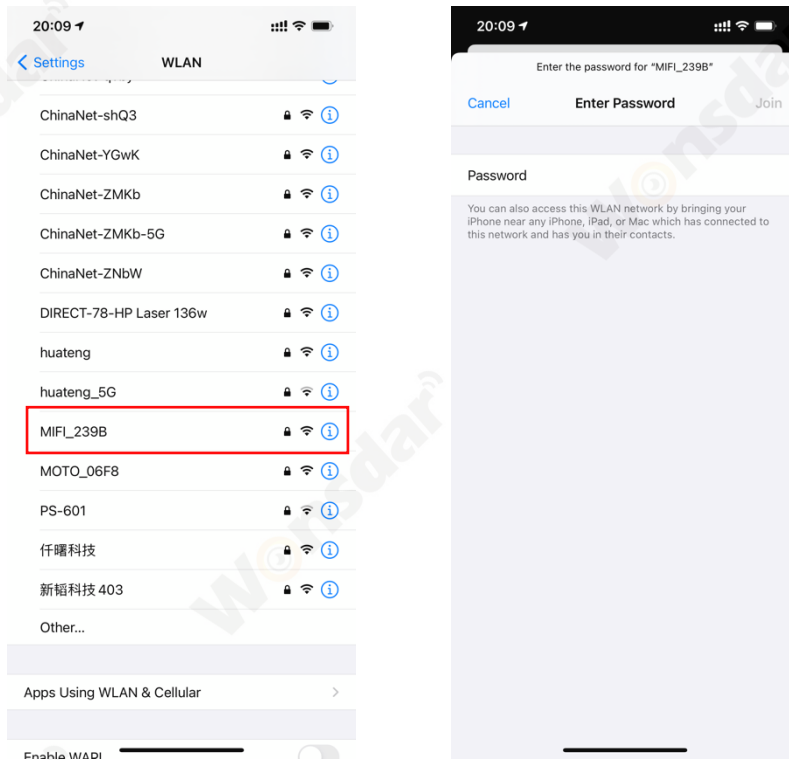 20:09
Settings
WLAN
ChinaNet-shQ3
ChinaNet-YGwK
ChinaNet-ZMKb
ChinaNet-ZMKb-5G
ChinaNet-ZNbW
DIRECT-78-HP Laser 136w
huateng
huateng_5G
MIFI_239B
MOTO_06F8
PS-601
仟曙科技
新韬科技 403
Other...
Apps Using WLAN & Cellular
Enable WAPI
20:09
Enter the password for “MIFI_239B”
Cancel
Enter Password
Join
Password
You can also access this WLAN network by bringing your
iPhone near any iPhone, iPad, or Mac which has connected to
this network and has you in their contacts.
Wonsdar
Wonsdar
Wonsdar